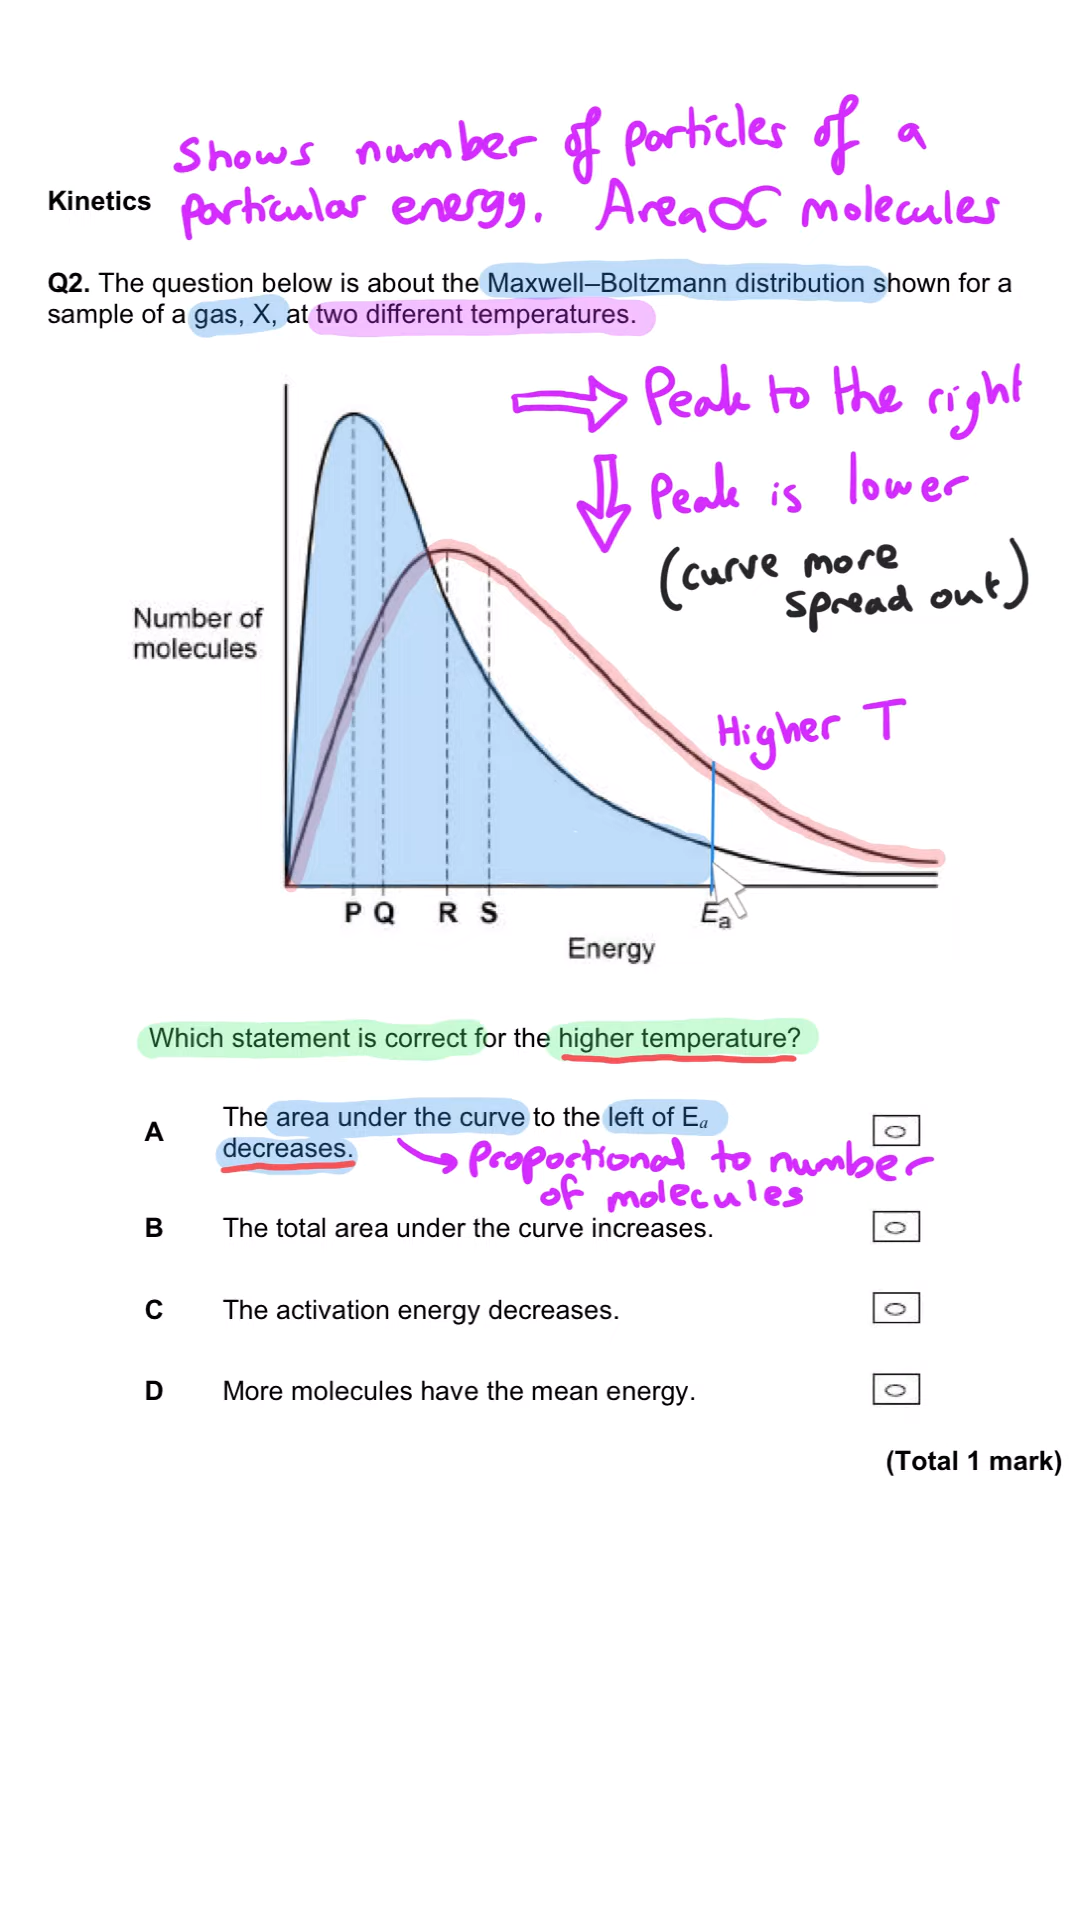 Shows number of particles of a
Kinetics particular energy. Area ∝ molecules
Q2. The question below is about the Maxwell–Boltzmann distribution shown for a
sample of a gas, X, at two different temperatures.
Peak to the right
Peak is lower
(curve more
spread out)
Number of
molecules
Higher T
P Q R S Ea
Energy
Which statement is correct for the higher temperature?
A The area under the curve to the left of Ea
decreases.
Proportional to number
of molecules
B The total area under the curve increases.
C The activation energy decreases.
D More molecules have the mean energy.
(Total 1 mark)